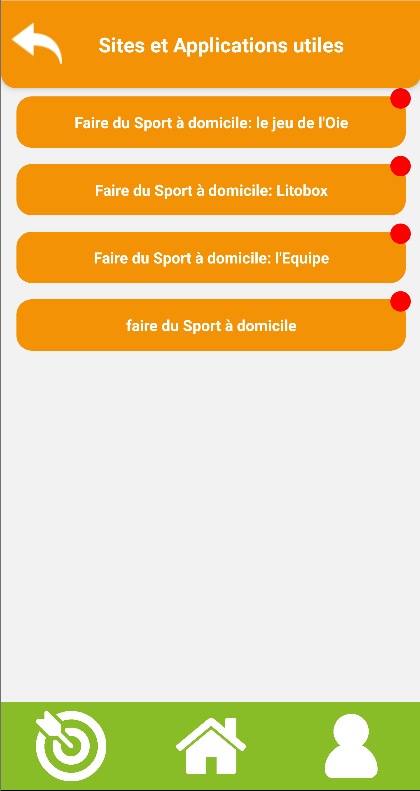 Sites et Applications utiles
Faire du Sport à domicile: le jeu de l'Oie
Faire du Sport à domicile: Litobox
Faire du Sport à domicile: l'Equipe
faire du Sport à domicile